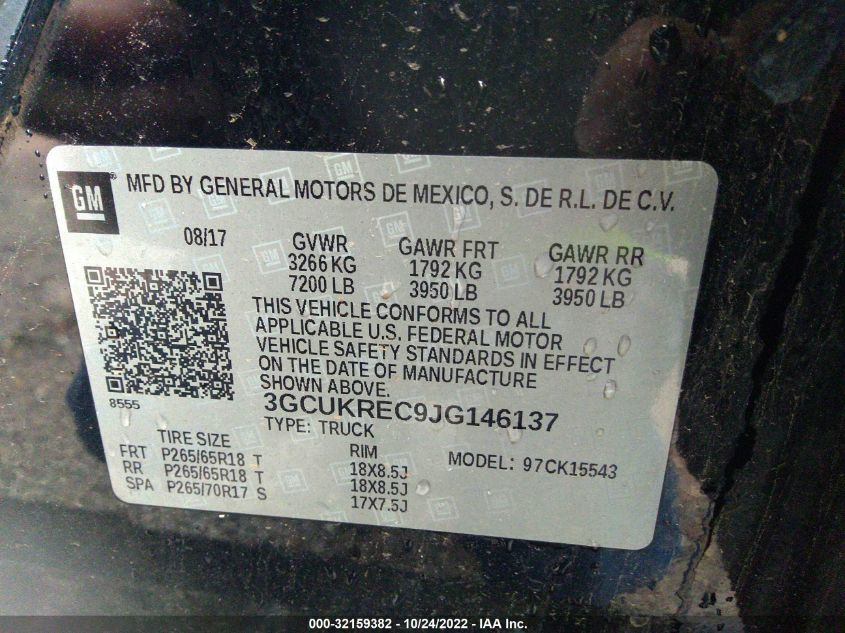 GM MFD BY GENERAL MOTORS DE MEXICO, S. DE R.L. DE C.V.
08/17 GVWR GAWR FRT GAWR RR
3266 KG 1792 KG 1792 KG
7200 LB 3950 LB 3950 LB
THIS VEHICLE CONFORMS TO ALL
APPLICABLE U.S. FEDERAL MOTOR
VEHICLE SAFETY STANDARDS IN EFFECT
ON THE DATE OF MANUFACTURE
SHOWN ABOVE.
8555
3GCUKREC9JG146137
TYPE: TRUCK
TIRE SIZE RIM MODEL: 97CK15543
FRT P265/65R18 T 18X8.5J
RR P265/65R18 T 18X8.5J
SPA P265/70R17 S 17X7.5J
000-32159382 - 10/24/2022 - IAA Inc.